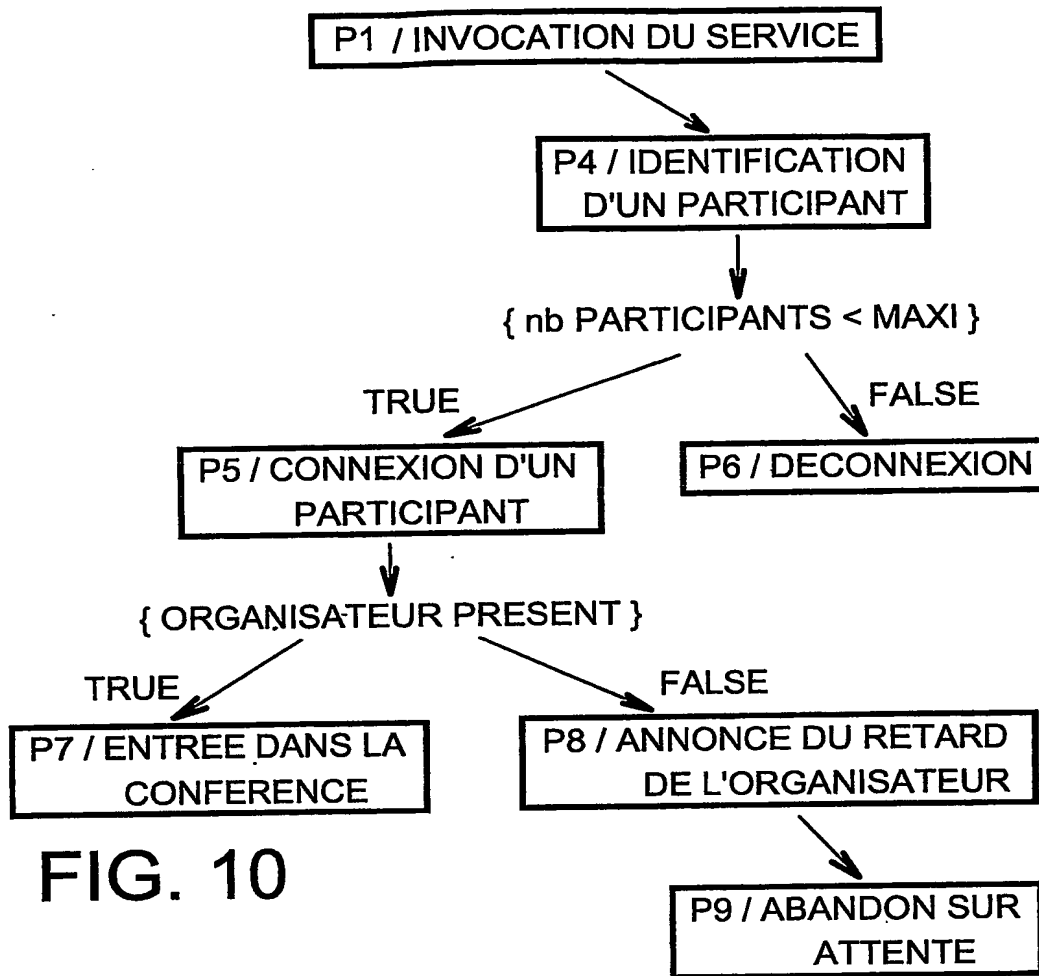 P1 / INVOCATION DU SERVICE
P4 / IDENTIFICATION
D'UN PARTICIPANT
{ nb PARTICIPANTS < MAXI }
TRUE
FALSE
P5 / CONNEXION D'UN
PARTICIPANT
P6 / DECONNEXION
{ ORGANISATEUR PRESENT }
TRUE
FALSE
P7 / ENTREE DANS LA
CONFERENCE
P8 / ANNONCE DU RETARD
DE L'ORGANISATEUR
FIG. 10
P9 / ABANDON SUR
ATTENTE